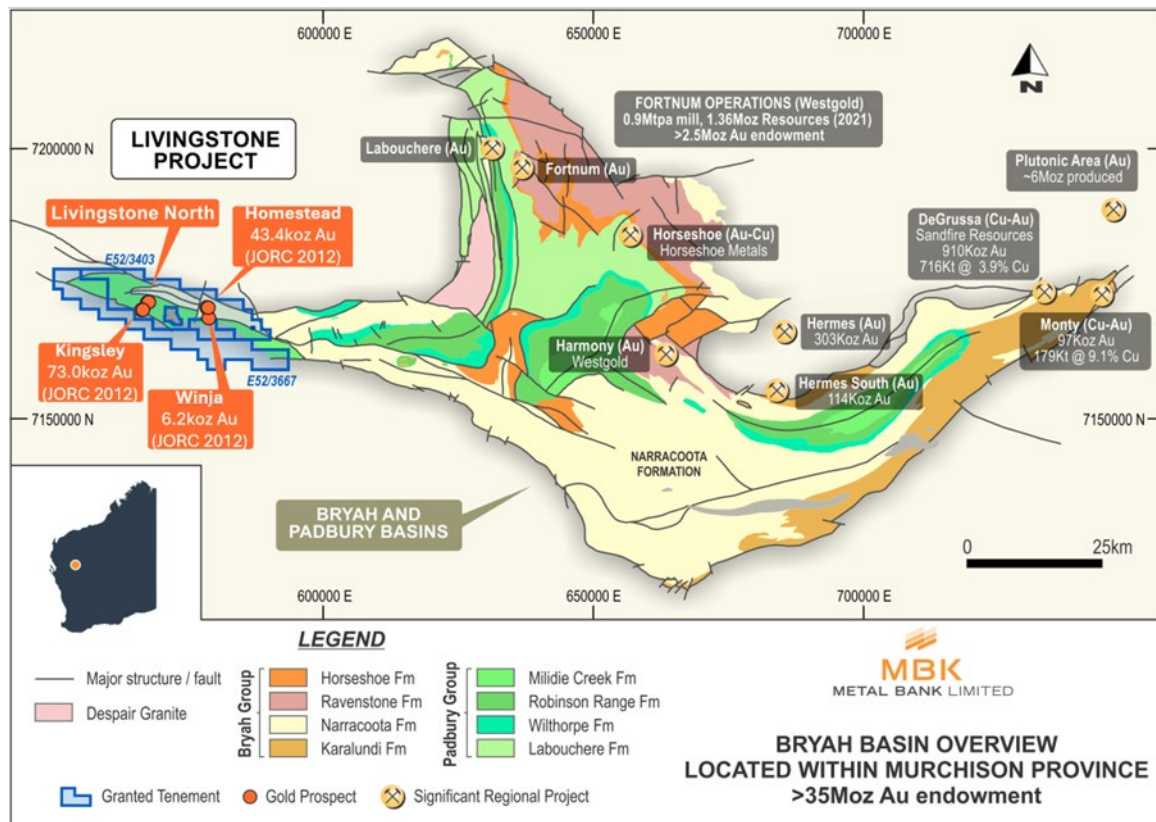 600000 E
650000 E
700000 E
N
FORTNUM OPERATIONS (Westgold)
0.9Mtpa mill, 1.36Moz Resources (2021)
>2.5Moz Au endowment
LIVINGSTONE
PROJECT
7200000 N
Labouchere (Au)
Fortnum (Au)
Plutonic Area (Au)
~6Moz produced
Livingstone North
Homestead
43.4koz Au
(JORC 2012)
Horseshoe (Au-Cu)
Horseshoe Metals
DeGrussa (Cu-Au)
Sandfire Resources
910Koz Au
716Kt @ 3.9% Cu
E52/3403
Kingsley
73.0koz Au
(JORC 2012)
E52/3667
Winja
6.2koz Au
(JORC 2012)
Harmony (Au)
Westgold
Hermes (Au)
303Koz Au
Monty (Cu-Au)
97Koz Au
179Kt @ 9.1% Cu
Hermes South (Au)
114Koz Au
7150000 N
7150000 N
NARRACOOTA
FORMATION
BRYAH AND
PADBURY BASINS
0 25km
600000 E
650000 E
700000 E
LEGEND
Major structure / fault
Despair Granite
Bryah Group
Horseshoe Fm
Ravenstone Fm
Narracoota Fm
Karalundi Fm
Padbury Group
Milidie Creek Fm
Robinson Range Fm
Wilthorpe Fm
Labouchere Fm
Granted Tenement
Gold Prospect
Significant Regional Project
MBK
METAL BANK LIMITED
BRYAH BASIN OVERVIEW
LOCATED WITHIN MURCHISON PROVINCE
>35Moz Au endowment